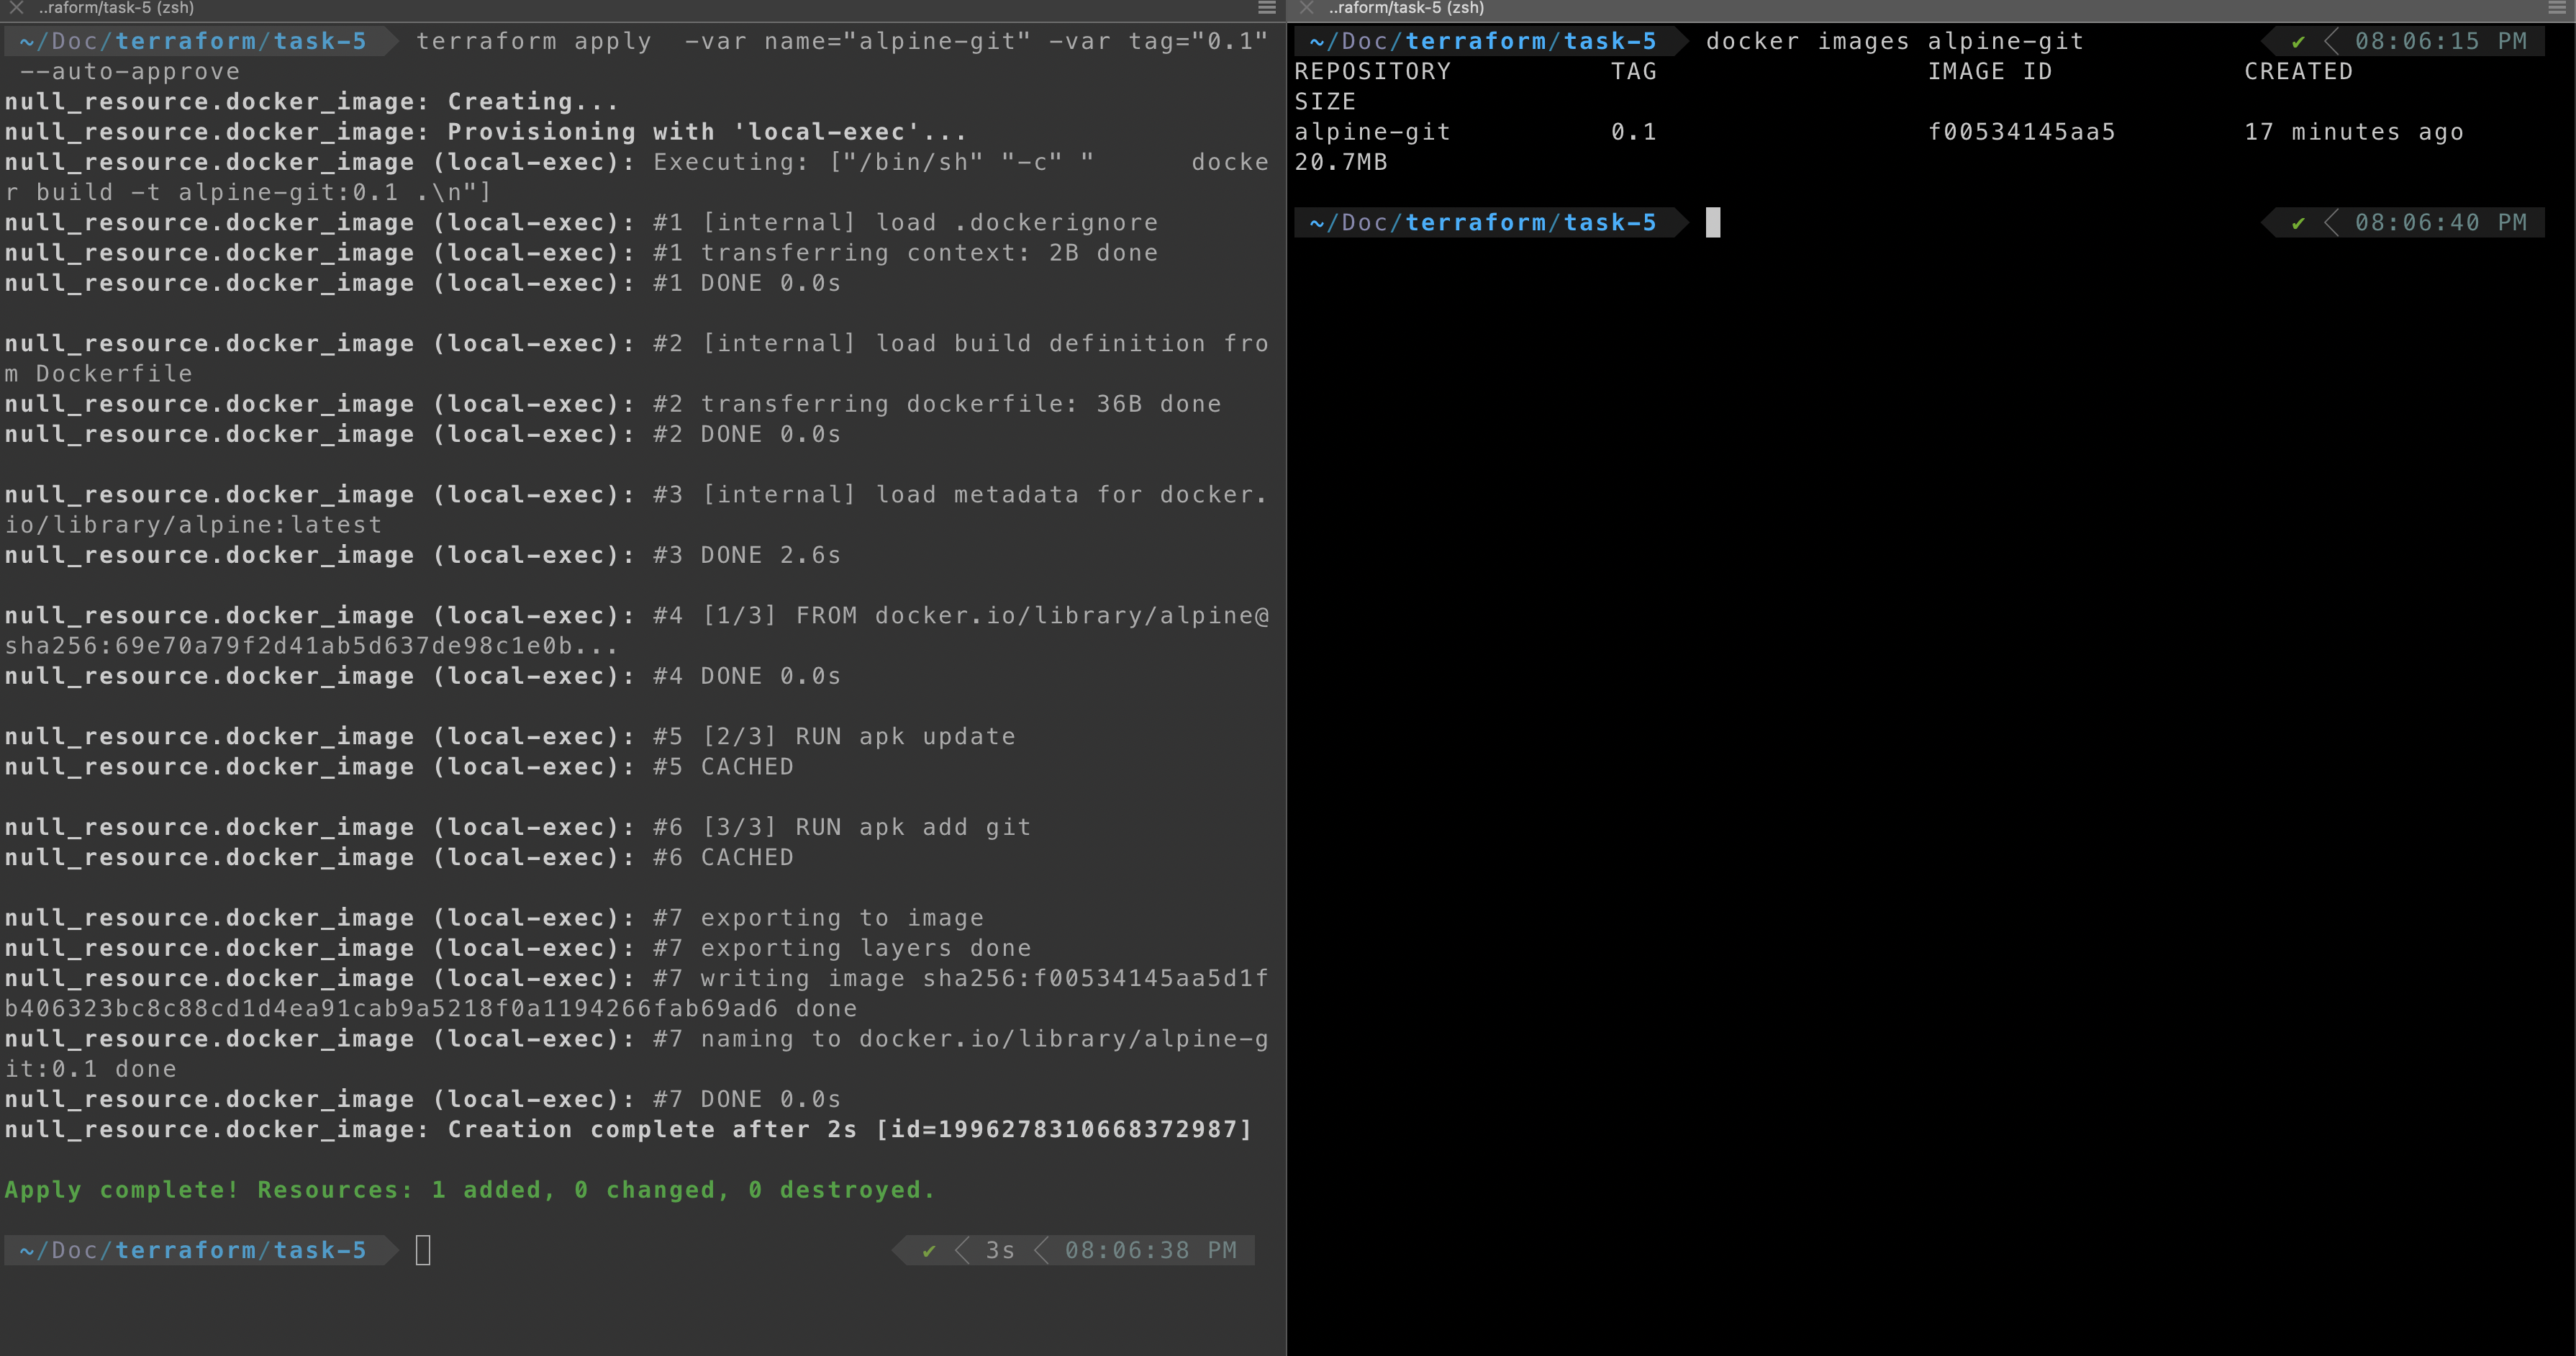 ..raform/task-5 (zsh)
~/Doc/terraform/task-5 terraform apply  -var name="alpine-git" -var tag="0.1"
--auto-approve
null_resource.docker_image: Creating...
null_resource.docker_image: Provisioning with 'local-exec'...
null_resource.docker_image (local-exec): Executing: ["/bin/sh" "-c" "      docke
r build -t alpine-git:0.1 .\n"]
null_resource.docker_image (local-exec): #1 [internal] load .dockerignore
null_resource.docker_image (local-exec): #1 transferring context: 2B done
null_resource.docker_image (local-exec): #1 DONE 0.0s
null_resource.docker_image (local-exec): #2 [internal] load build definition fro
m Dockerfile
null_resource.docker_image (local-exec): #2 transferring dockerfile: 36B done
null_resource.docker_image (local-exec): #2 DONE 0.0s
null_resource.docker_image (local-exec): #3 [internal] load metadata for docker.
io/library/alpine:latest
null_resource.docker_image (local-exec): #3 DONE 2.6s
null_resource.docker_image (local-exec): #4 [1/3] FROM docker.io/library/alpine@
sha256:69e70a79f2d41ab5d637de98c1e0b...
null_resource.docker_image (local-exec): #4 DONE 0.0s
null_resource.docker_image (local-exec): #5 [2/3] RUN apk update
null_resource.docker_image (local-exec): #5 CACHED
null_resource.docker_image (local-exec): #6 [3/3] RUN apk add git
null_resource.docker_image (local-exec): #6 CACHED
null_resource.docker_image (local-exec): #7 exporting to image
null_resource.docker_image (local-exec): #7 exporting layers done
null_resource.docker_image (local-exec): #7 writing image sha256:f00534145aa5d1f
b406323bc8c88cd1d4ea91cab9a5218f0a1194266fab69ad6 done
null_resource.docker_image (local-exec): #7 naming to docker.io/library/alpine-g
it:0.1 done
null_resource.docker_image (local-exec): #7 DONE 0.0s
null_resource.docker_image: Creation complete after 2s [id=1996278310668372987]
Apply complete! Resources: 1 added, 0 changed, 0 destroyed.
~/Doc/terraform/task-5 ✔ 3s 08:06:38 PM
..raform/task-5 (zsh)
~/Doc/terraform/task-5 docker images alpine-git ✔ 08:06:15 PM
REPOSITORY TAG IMAGE ID CREATED
SIZE
alpine-git 0.1 f00534145aa5 17 minutes ago
20.7MB
~/Doc/terraform/task-5 ✔ 08:06:40 PM